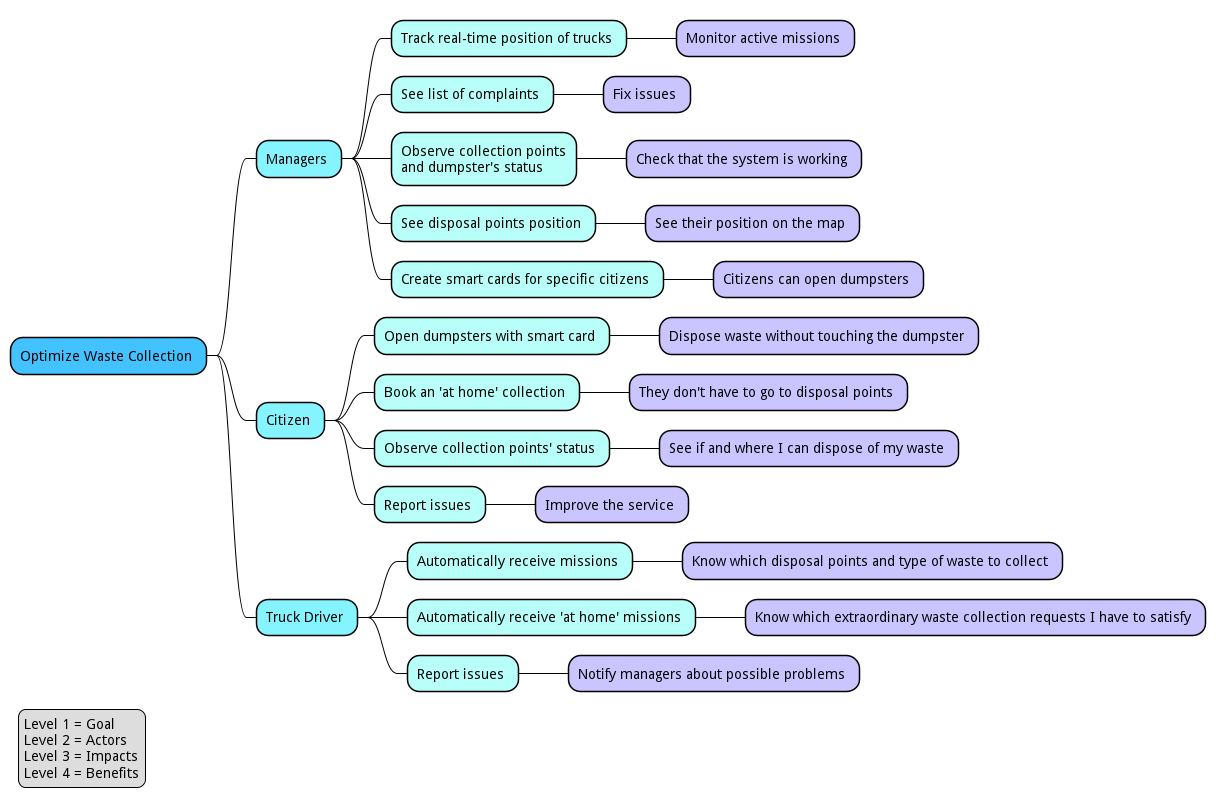 Track real-time position of trucks
Monitor active missions
See list of complaints
Fix issues
Managers
Observe collection points
and dumpster's status
Check that the system is working
See disposal points position
See their position on the map
Create smart cards for specific citizens
Citizens can open dumpsters
Optimize Waste Collection
Open dumpsters with smart card
Dispose waste without touching the dumpster
Book an 'at home' collection
They don't have to go to disposal points
Citizen
Observe collection points' status
See if and where I can dispose of my waste
Report issues
Improve the service
Automatically receive missions
Know which disposal points and type of waste to collect
Truck Driver
Automatically receive 'at home' missions
Know which extraordinary waste collection requests I have to satisfy
Report issues
Notify managers about possible problems
Level 1 = Goal
Level 2 = Actors
Level 3 = Impacts
Level 4 = Benefits